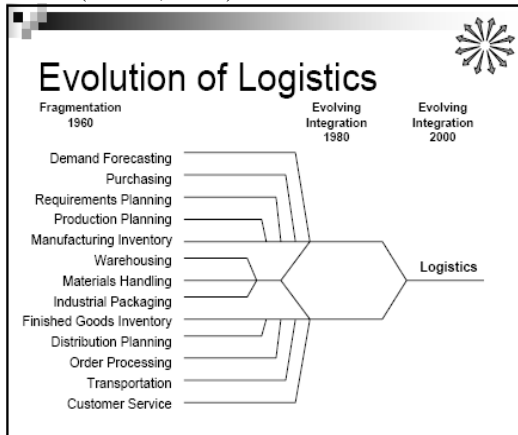 Evolution of Logistics
Fragmentation
1960
Evolving
Integration
1980
Evolving
Integration
2000
Demand Forecasting
Purchasing
Requirements Planning
Production Planning
Manufacturing Inventory
Warehousing
Materials Handling
Industrial Packaging
Finished Goods Inventory
Distribution Planning
Order Processing
Transportation
Customer Service
Logistics